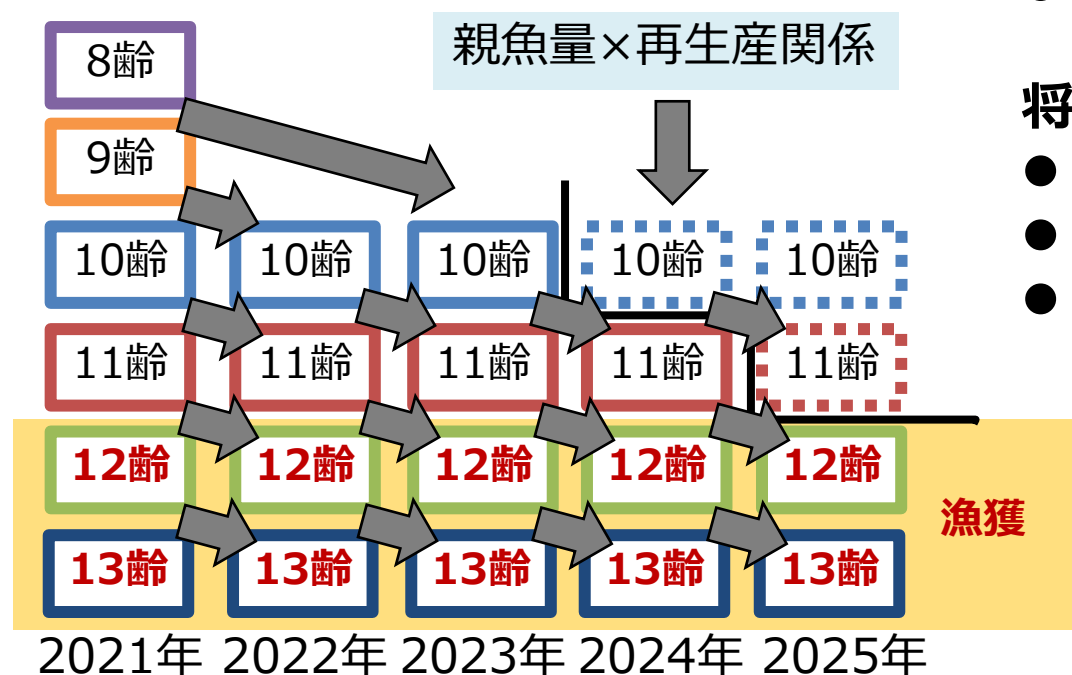 8齢
親魚量×再生産関係
将
●
●
●
9齢
10齢 10齢 10齢 10齢 10齢
11齢 11齢 11齢 11齢 11齢
12齢 12齢 12齢 12齢 12齢
漁獲
13齢 13齢 13齢 13齢 13齢
2021年 2022年 2023年 2024年 2025年